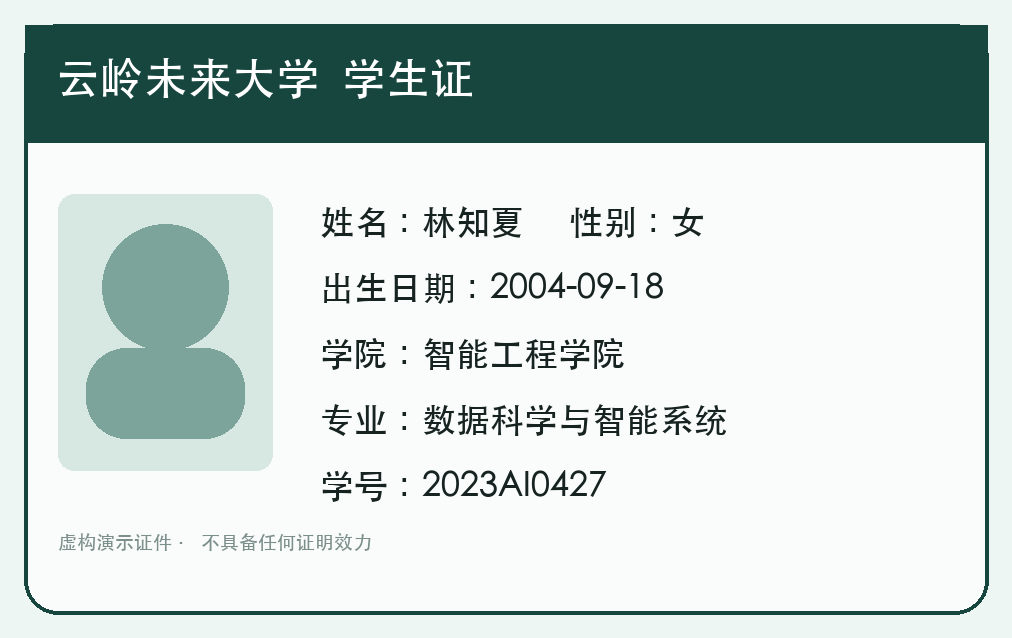 云岭未来大学 学生证
姓名：林知夏 性别：女
出生日期：2004-09-18
学院：智能工程学院
专业：数据科学与智能系统
学号：2023AI0427
虚构演示证件 · 不具备任何证明效力